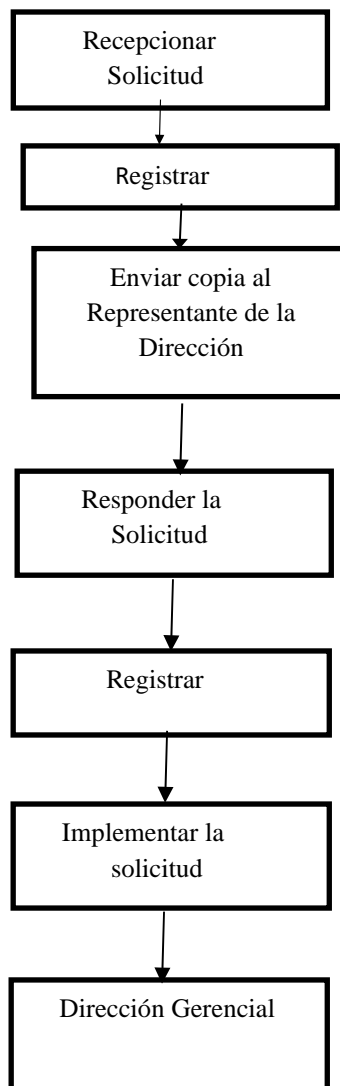 Recepcionar
Solicitud
Registrar
Enviar copia al
Representante de la
Dirección
Responder la
Solicitud
Registrar
Implementar la
solicitud
Dirección Gerencial